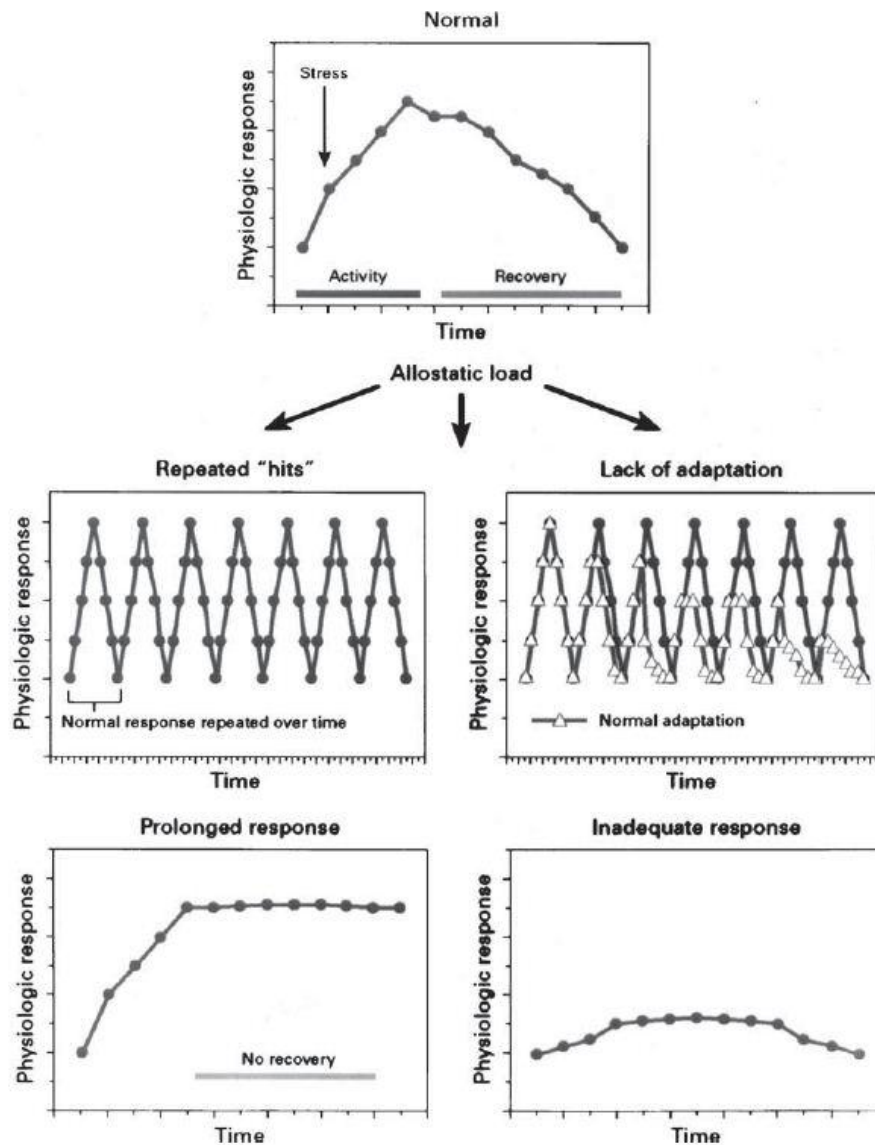 Normal
Stress
Physiologic response
Activity
Recovery
Time
Allostatic load
Repeated "hits"
Physiologic response
Normal response repeated over time
Time
Lack of adaptation
Physiologic response
Normal adaptation
Time
Prolonged response
Physiologic response
No recovery
Time
Inadequate response
Physiologic response
Time